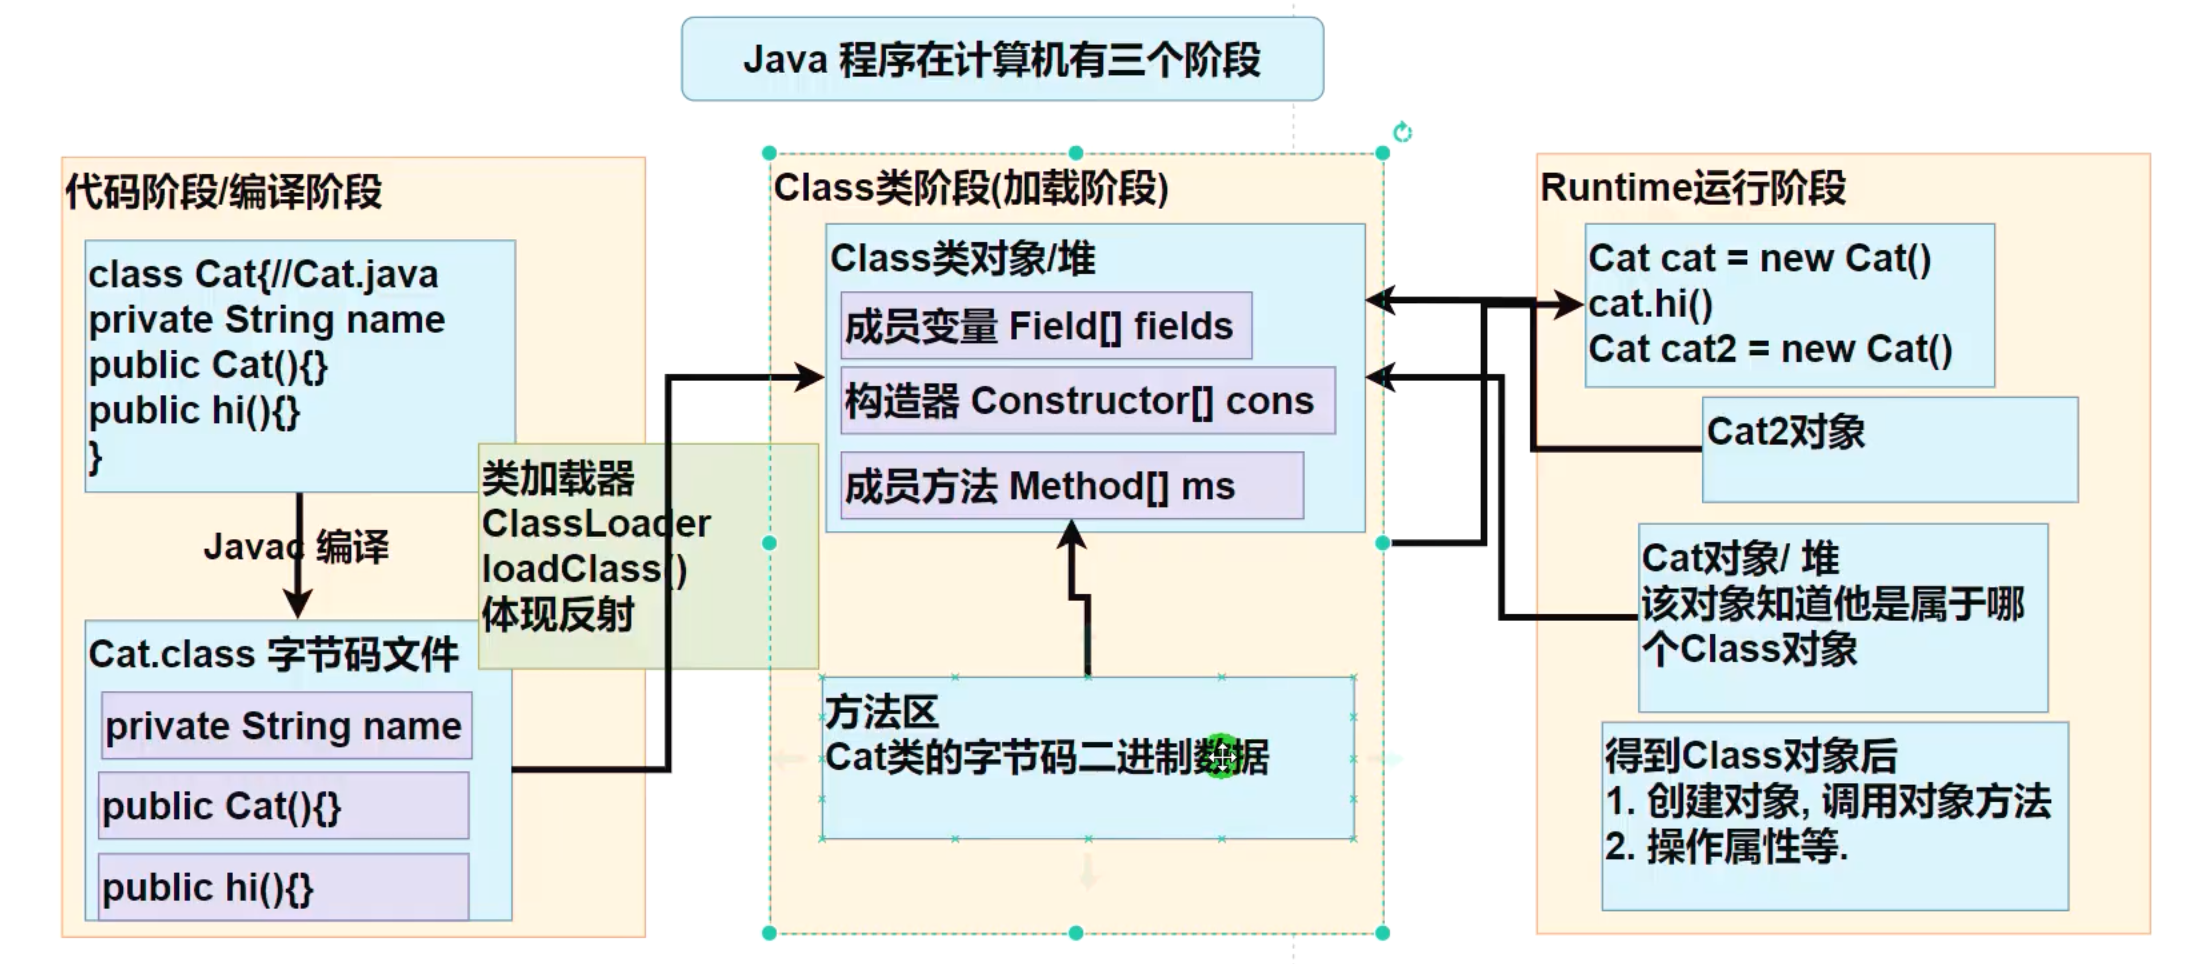 Java 程序在计算机有三个阶段
代码阶段/编译阶段
class Cat{//Cat.java
private String name
public Cat(){}
public hi(){}
}
Javac 编译
Cat.class 字节码文件
private String name
public Cat(){}
public hi(){}
类加载器
ClassLoader
loadClass()
体现反射
Class类阶段(加载阶段)
Class类对象/堆
成员变量 Field[] fields
构造器 Constructor[] cons
成员方法 Method[] ms
方法区
Cat类的字节码二进制数据
Runtime运行阶段
Cat cat = new Cat()
cat.hi()
Cat cat2 = new Cat()
Cat2对象
Cat对象/ 堆
该对象知道他是属于哪
个Class对象
得到Class对象后
1. 创建对象, 调用对象方法
2. 操作属性等.